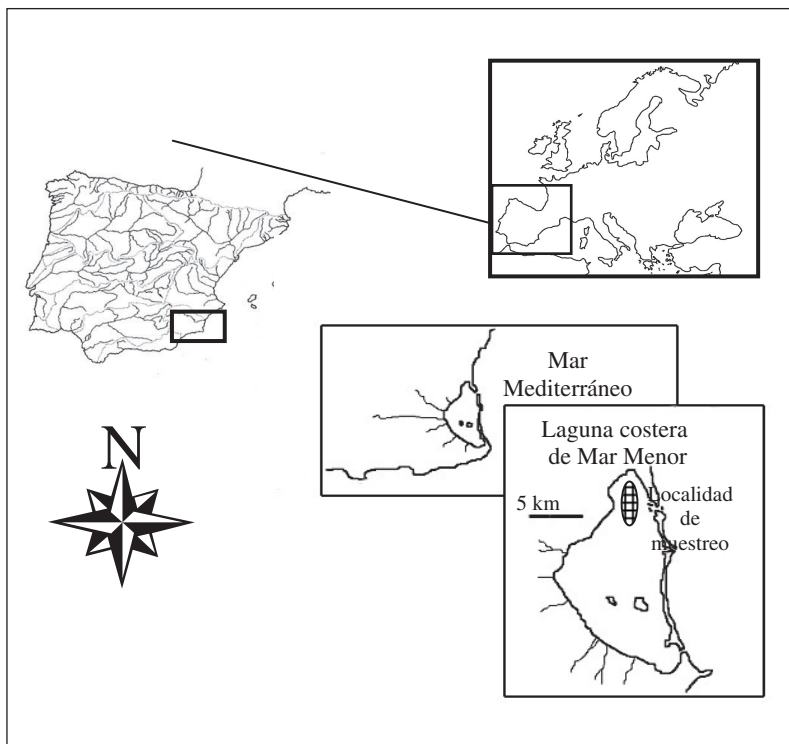 Mar
Mediterráneo
Laguna costera
de Mar Menor
5 km
Localidad
de
muestreo
N